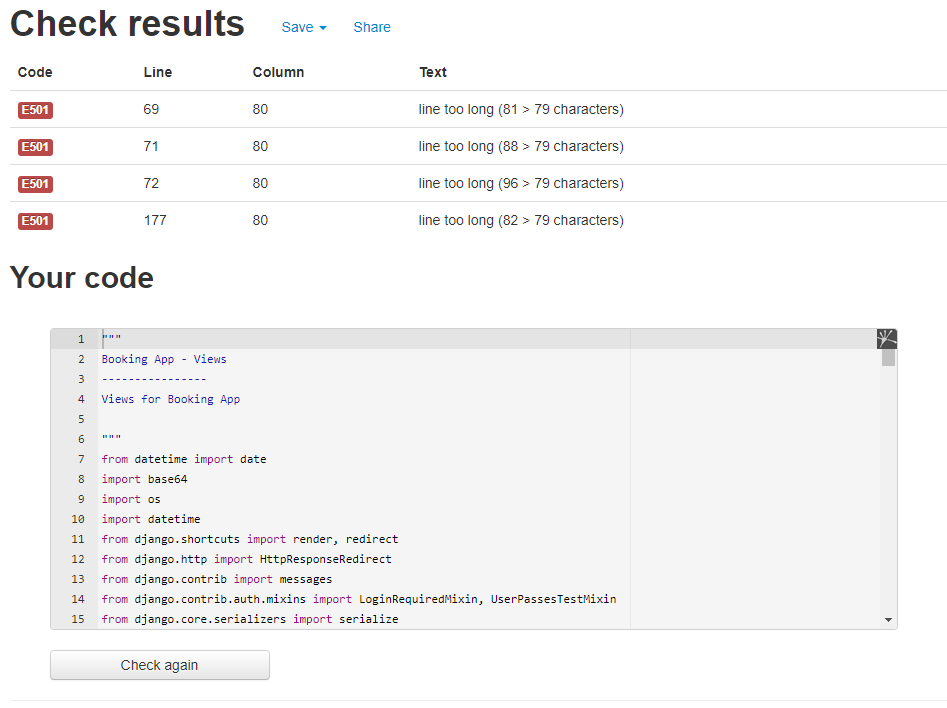 Check results Save Share
Code Line Column Text
E501 69 80 line too long (81 > 79 characters)
E501 71 80 line too long (88 > 79 characters)
E501 72 80 line too long (96 > 79 characters)
E501 177 80 line too long (82 > 79 characters)
Your code
1 """
2 Booking App - Views
3 ----------------
4 Views for Booking App
5
6 """
7 from datetime import date
8 import base64
9 import os
10 import datetime
11 from django.shortcuts import render, redirect
12 from django.http import HttpResponseRedirect
13 from django.contrib import messages
14 from django.contrib.auth.mixins import LoginRequiredMixin, UserPassesTestMixin
15 from django.core.serializers import serialize
Check again